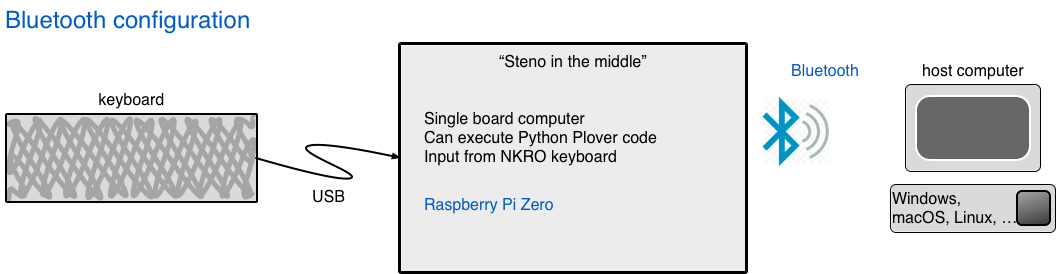 Bluetooth configuration
keyboard
USB
“Steno in the middle”
Single board computer
Can execute Python Plover code
Input from NKRO keyboard
Raspberry Pi Zero
Bluetooth
host computer
Windows,
macOS, Linux, …